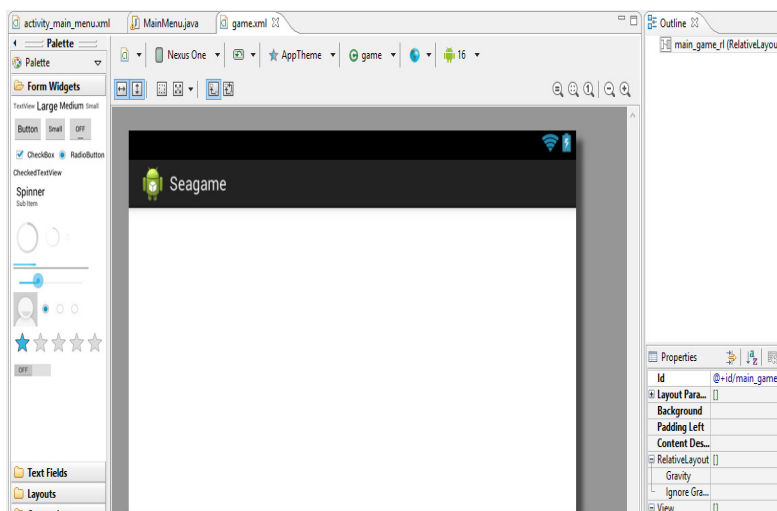 activity_main_menu.xml
MainMenu.java
game.xml
Outline
Palette
main_game_rl (RelativeLayou
Palette
Nexus One
AppTheme
game
16
Form Widgets
TextView Large Medium Small
Button Small OFF
CheckBox RadioButton
CheckedTextView
Spinner
Sub Item
Seagame
OFF
Text Fields
Layouts
Properties
Id @+id/main_game
Layout Para... []
Background
Padding Left
Content Des...
RelativeLayout []
Gravity
Ignore Gra...
View []